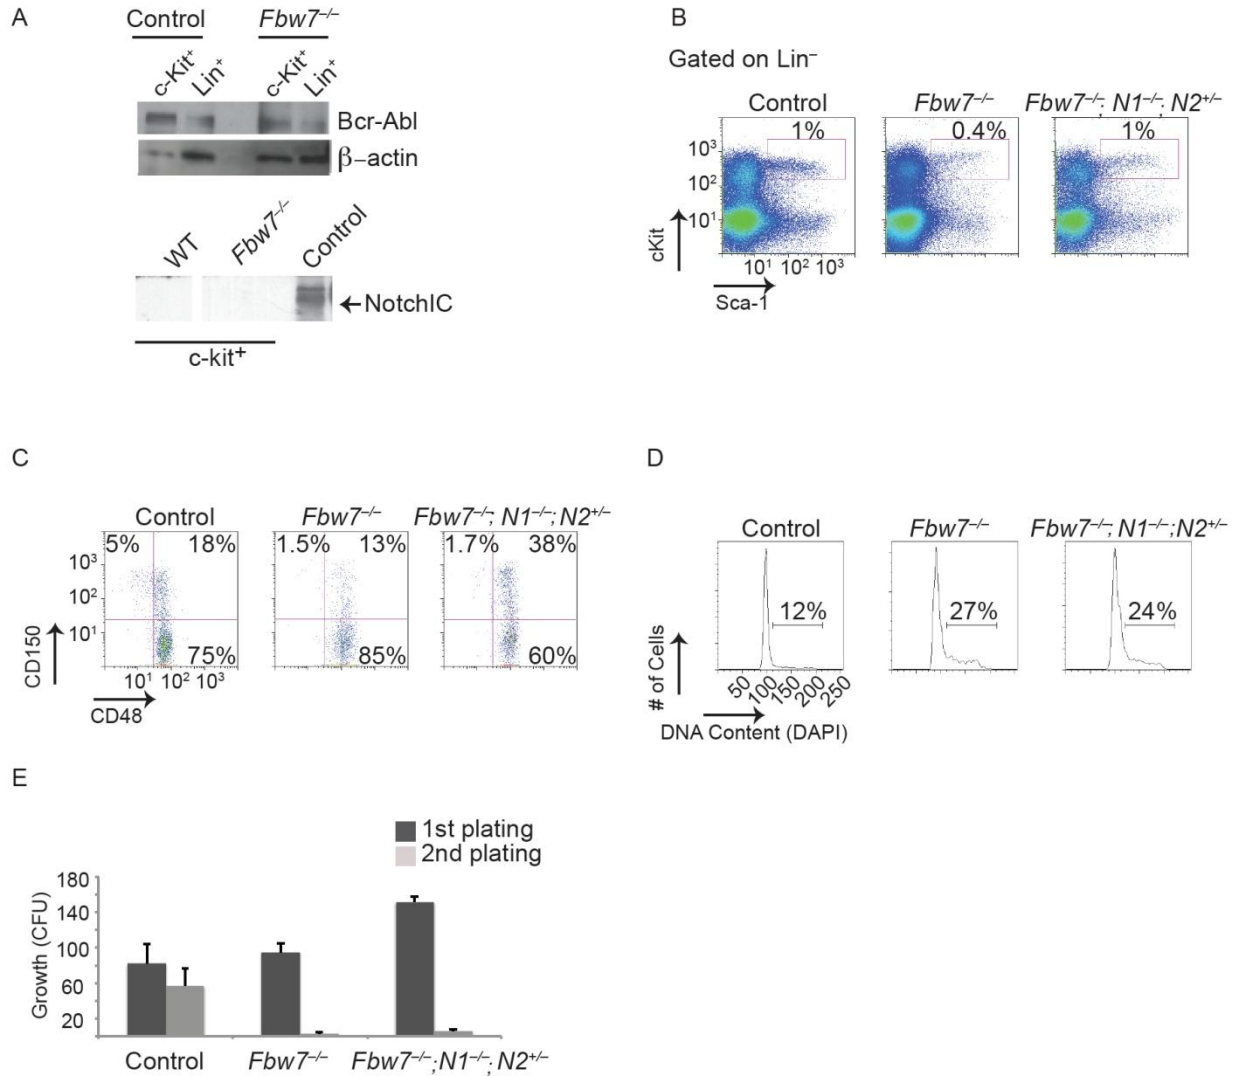 A
Control Fbw7–/–
c-Kit+ Lin+ c-Kit+ Lin+
Bcr-Abl
β–actin
WT Fbw7–/– Control
NotchIC
c-kit+
B
Gated on Lin–
Control Fbw7–/– Fbw7–/–; N1–/–; N2+/–
1% 0.4% 1%
10³
10²
10¹
cKit
10¹ 10² 10³
Sca-1
C
Control Fbw7–/– Fbw7–/–; N1–/–; N2+/–
5% 18% 1.5% 13% 1.7% 38%
10³
10²
10¹
75% 85% 60%
CD150
10¹ 10² 10³
CD48
D
Control Fbw7–/– Fbw7–/–; N1–/–; N2+/–
12% 27% 24%
# of Cells
50 100 150 200 250
DNA Content (DAPI)
E
1st plating
2nd plating
180
140
100
60
20
Growth (CFU)
Control Fbw7–/– Fbw7–/–; N1–/–; N2+/–